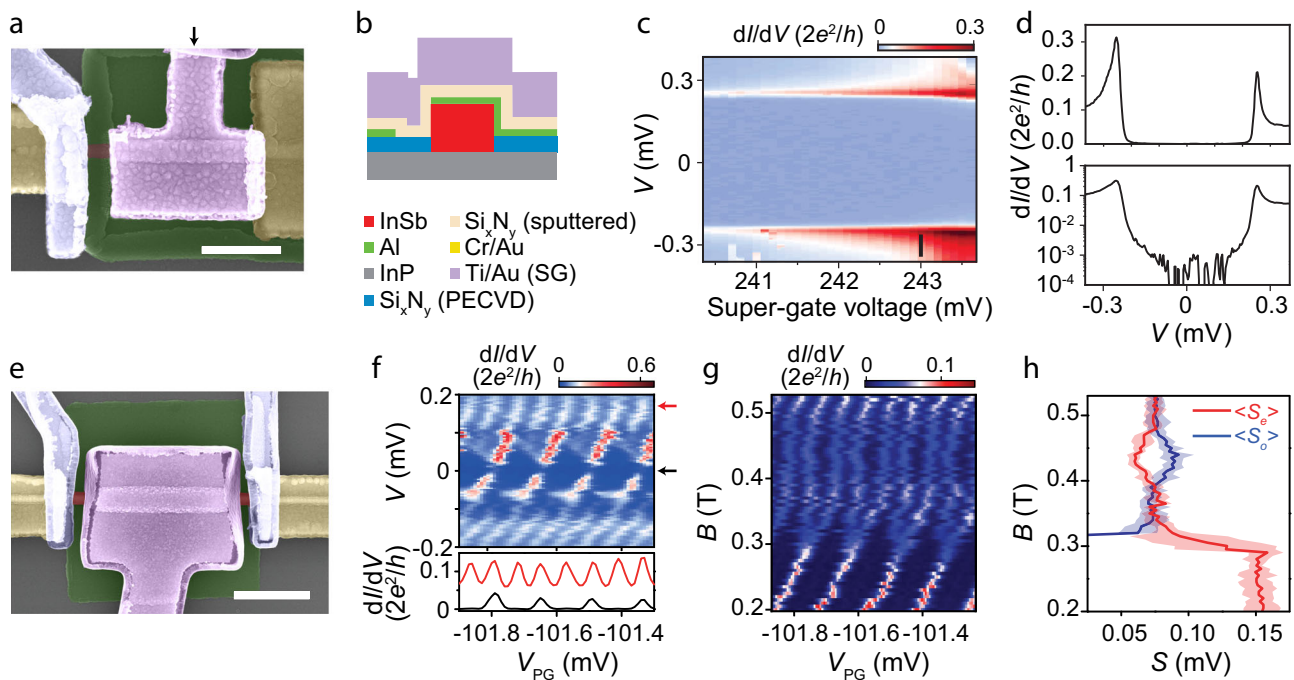 a
b
InSb
Al
InP
SixNy (PECVD)
SixNy (sputtered)
Cr/Au
Ti/Au (SG)
c
dI/dV (2e²/h)
0 0.3
V (mV)
0.3
0
-0.3
241 242 243
Super-gate voltage (mV)
d
dI/dV (2e²/h)
0.3
0.2
0.1
0
1
0.1
10⁻²
10⁻³
10⁻⁴
-0.3 0 0.3
V (mV)
e
f
dI/dV
(2e²/h)
0 0.6
V (mV)
0.2
0
-0.2
dI/dV
(2e²/h)
0.1
0.0
-101.8 -101.6 -101.4
VPG (mV)
g
dI/dV
(2e²/h)
0 0.1
B (T)
0.5
0.4
0.3
0.2
-101.8 -101.6 -101.4
VPG (mV)
h
<Se>
<So>
B (T)
0.5
0.4
0.3
0.2
0.05 0.10 0.15
S (mV)